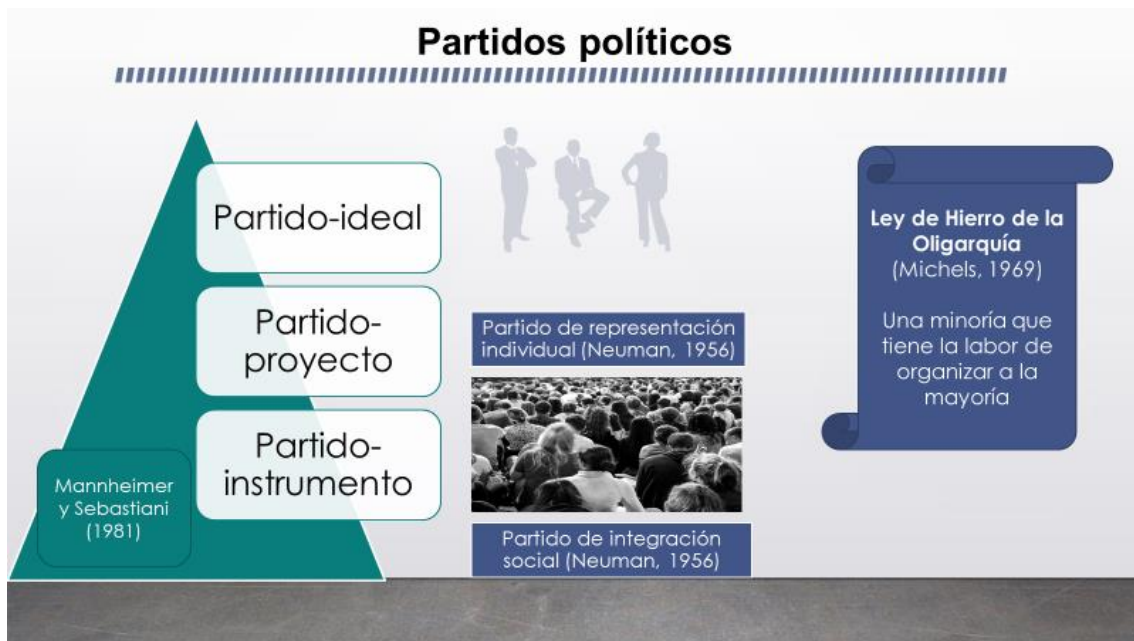 Partidos políticos
Partido-ideal
Partido-
proyecto
Partido-
instrumento
Mannheimer
y Sebastiani
(1981)
Partido de representación
individual (Neuman, 1956)
Partido de integración
social (Neuman, 1956)
Ley de Hierro de la
Oligarquía
(Michels, 1969)
Una minoría que
tiene la labor de
organizar a la
mayoría